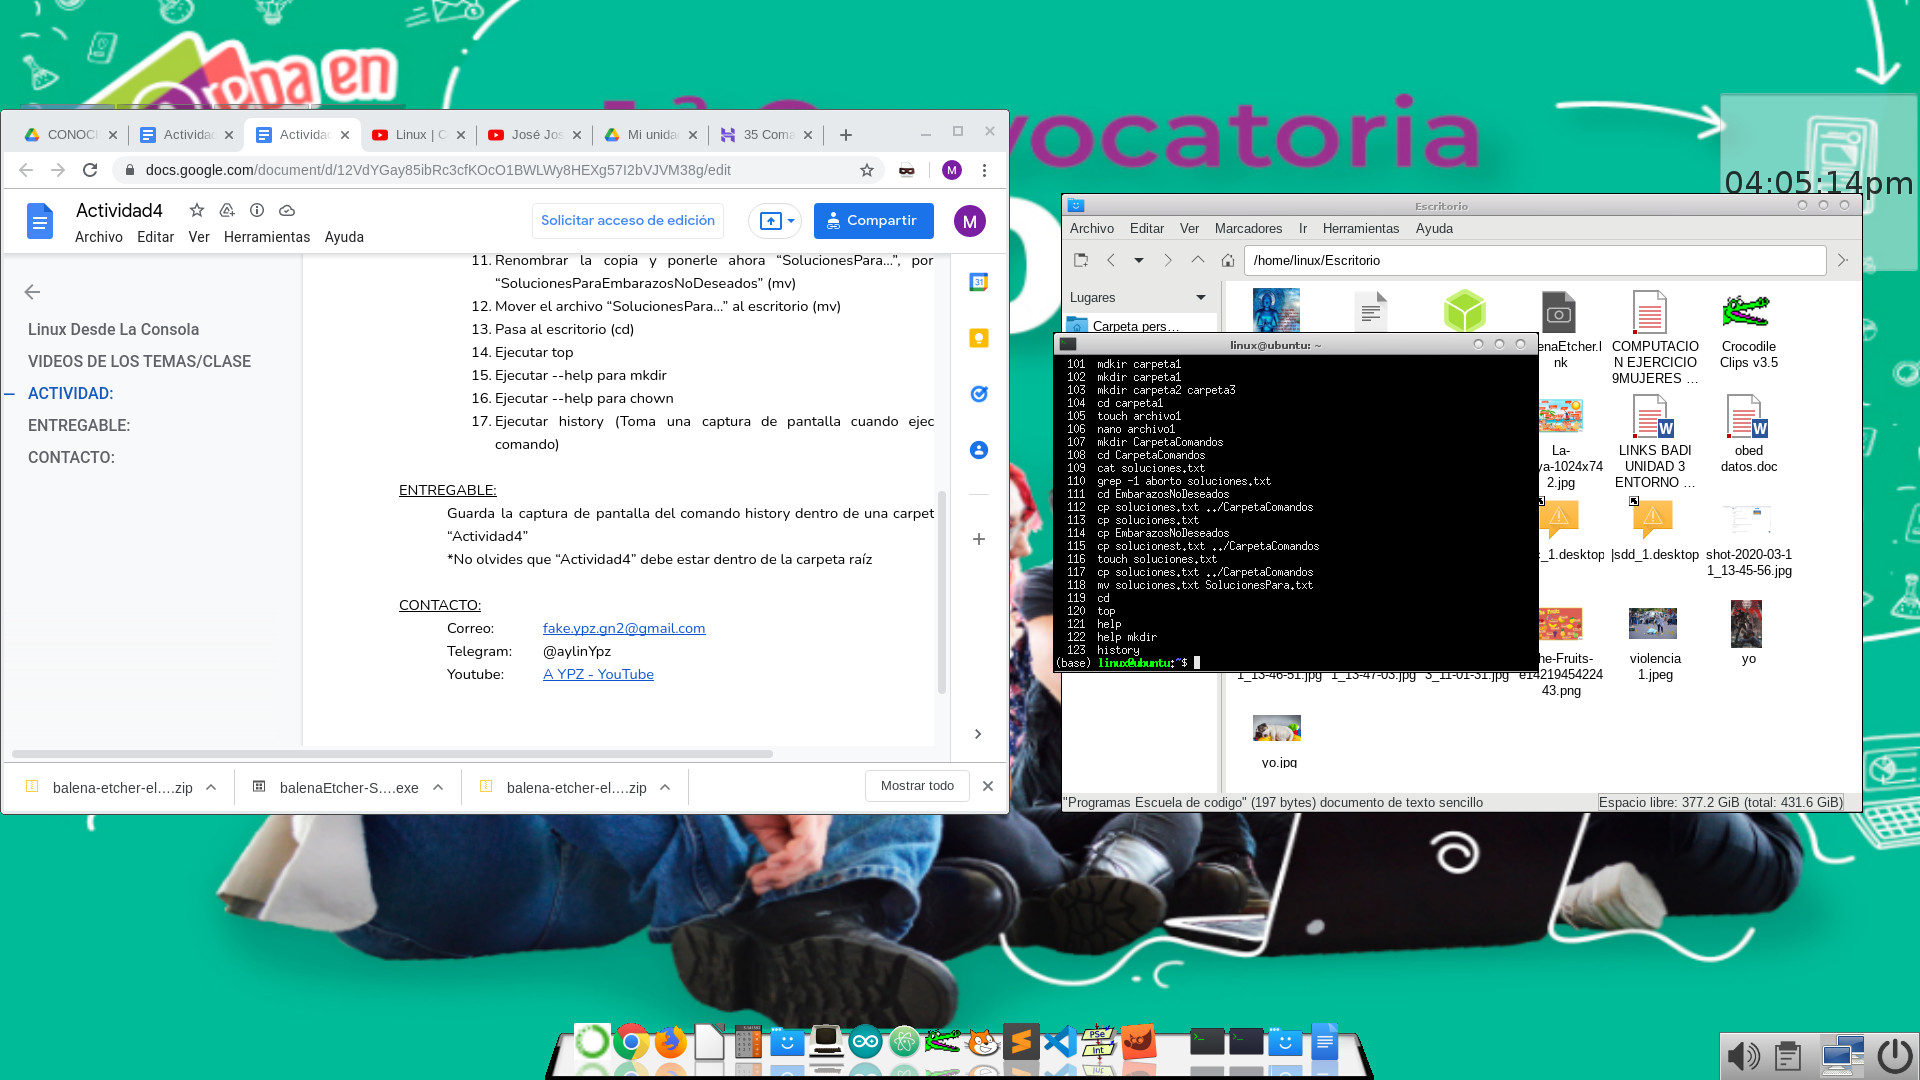 rena en
vocatoria
04:05:14pm
CONOCI
Actividad
Actividad
Linux | C
José Jos
Mi unida
35 Coma
docs.google.com/document/d/12VdYGay85ibRc3cfKOcO1BWLWy8HEXg57I2bVJVM38g/edit
M
Actividad4
Solicitar acceso de edición
Compartir
M
Archivo Editar Ver Herramientas Ayuda
Linux Desde La Consola
VIDEOS DE LOS TEMAS/CLASE
ACTIVIDAD:
ENTREGABLE:
CONTACTO:
11. Renombrar la copia y ponerle ahora “SolucionesPara...”, por
“SolucionesParaEmbarazosNoDeseados” (mv)
12. Mover el archivo “SolucionesPara...” al escritorio (mv)
13. Pasa al escritorio (cd)
14. Ejecutar top
15. Ejecutar --help para mkdir
16. Ejecutar --help para chown
17. Ejecutar history (Toma una captura de pantalla cuando ejec
comando)
ENTREGABLE:
Guarda la captura de pantalla del comando history dentro de una carpet
“Actividad4”
*No olvides que “Actividad4” debe estar dentro de la carpeta raíz
CONTACTO:
Correo: fake.ypz.gn2@gmail.com
Telegram: @aylinYpz
Youtube: A YPZ - YouTube
31
balena-etcher-el....zip
balenaEtcher-S....exe
balena-etcher-el....zip
Mostrar todo
Escritorio
Archivo Editar Ver Marcadores Ir Herramientas Ayuda
/home/linux/Escritorio
Lugares
Carpeta pers...
enaEtcher.l
nk
COMPUTACIO
N EJERCICIO
9MUJERES ...
Crocodile
Clips v3.5
linux@ubuntu: ~
101 mdkir carpeta1
102 mkdir carpeta1
103 mkdir carpeta2 carpeta3
104 cd carpeta1
105 touch archivo1
106 nano archivo1
107 mkdir CarpetaComandos
108 cd CarpetaComandos
109 cat soluciones.txt
110 grep -1 aborto soluciones.txt
111 cd EmbarazosNoDeseados
112 cp soluciones.txt ../CarpetaComandos
113 cp soluciones.txt
114 cp EmbarazosNoDeseados
115 cp solucionest.txt ../CarpetaComandos
116 touch soluciones.txt
117 cp soluciones.txt ../CarpetaComandos
118 mv soluciones.txt SolucionesPara.txt
119 cd
120 top
121 help
122 help mkdir
123 history
(base) linux@ubuntu:~$
La-
va-1024x74
2.jpg
LINKS BADI
UNIDAD 3
ENTORNO ...
obed
datos.doc
W
W
_1.desktop
|sdd_1.desktop
shot-2020-03-1
1_13-45-56.jpg
1_13-46-51.jpg
1_13-47-03.jpg
3_11-01-31.jpg
he-Fruits-
e14219454224
43.png
violencia
1.jpeg
yo
yo.jpg
"Programas Escuela de codigo" (197 bytes) documento de texto sencillo
Espacio libre: 377.2 GiB (total: 431.6 GiB)
PSe
Int